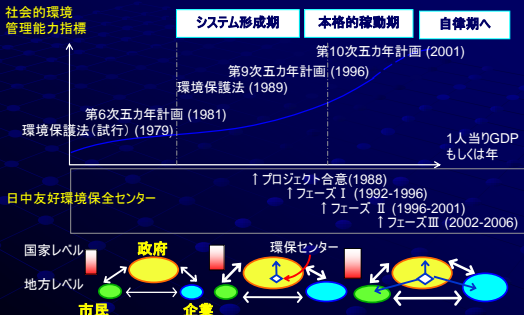 社会的環境
管理能力指標
システム形成期
本格的稼動期
自律期へ
第10次五カ年計画 (2001)
第9次五カ年計画 (1996)
環境保護法 (1989)
第6次五カ年計画 (1981)
環境保護法（試行）(1979)
1人当りGDP
もしくは年
日中友好環境保全センター
↑プロジェクト合意(1988)
↑フェーズⅠ (1992-1996)
↑フェーズ Ⅱ (1996-2001)
↑フェーズⅢ (2002-2006)
国家レベル
政府
環保センター
地方レベル
市民
企業